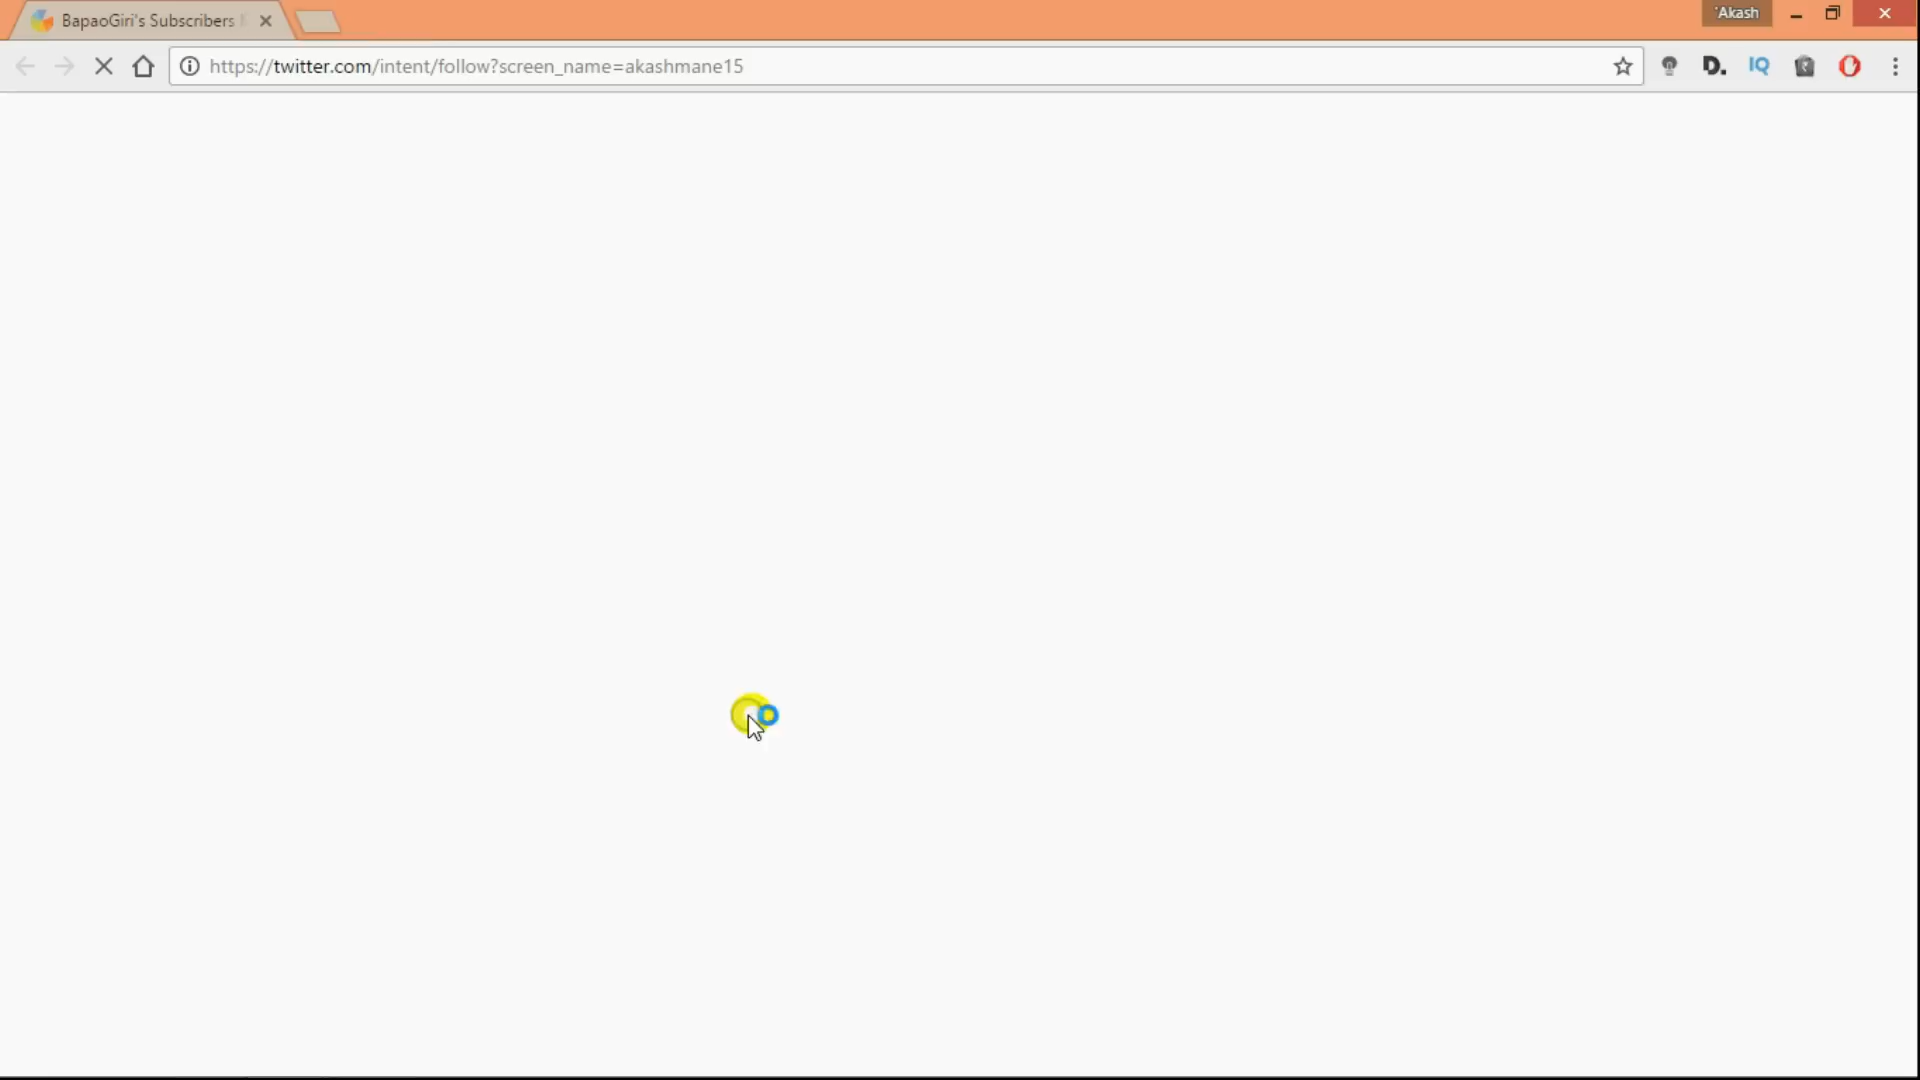 BapaoGiri's Subscribers
'Akash
https://twitter.com/intent/follow?screen_name=akashmane15
D.
IQ